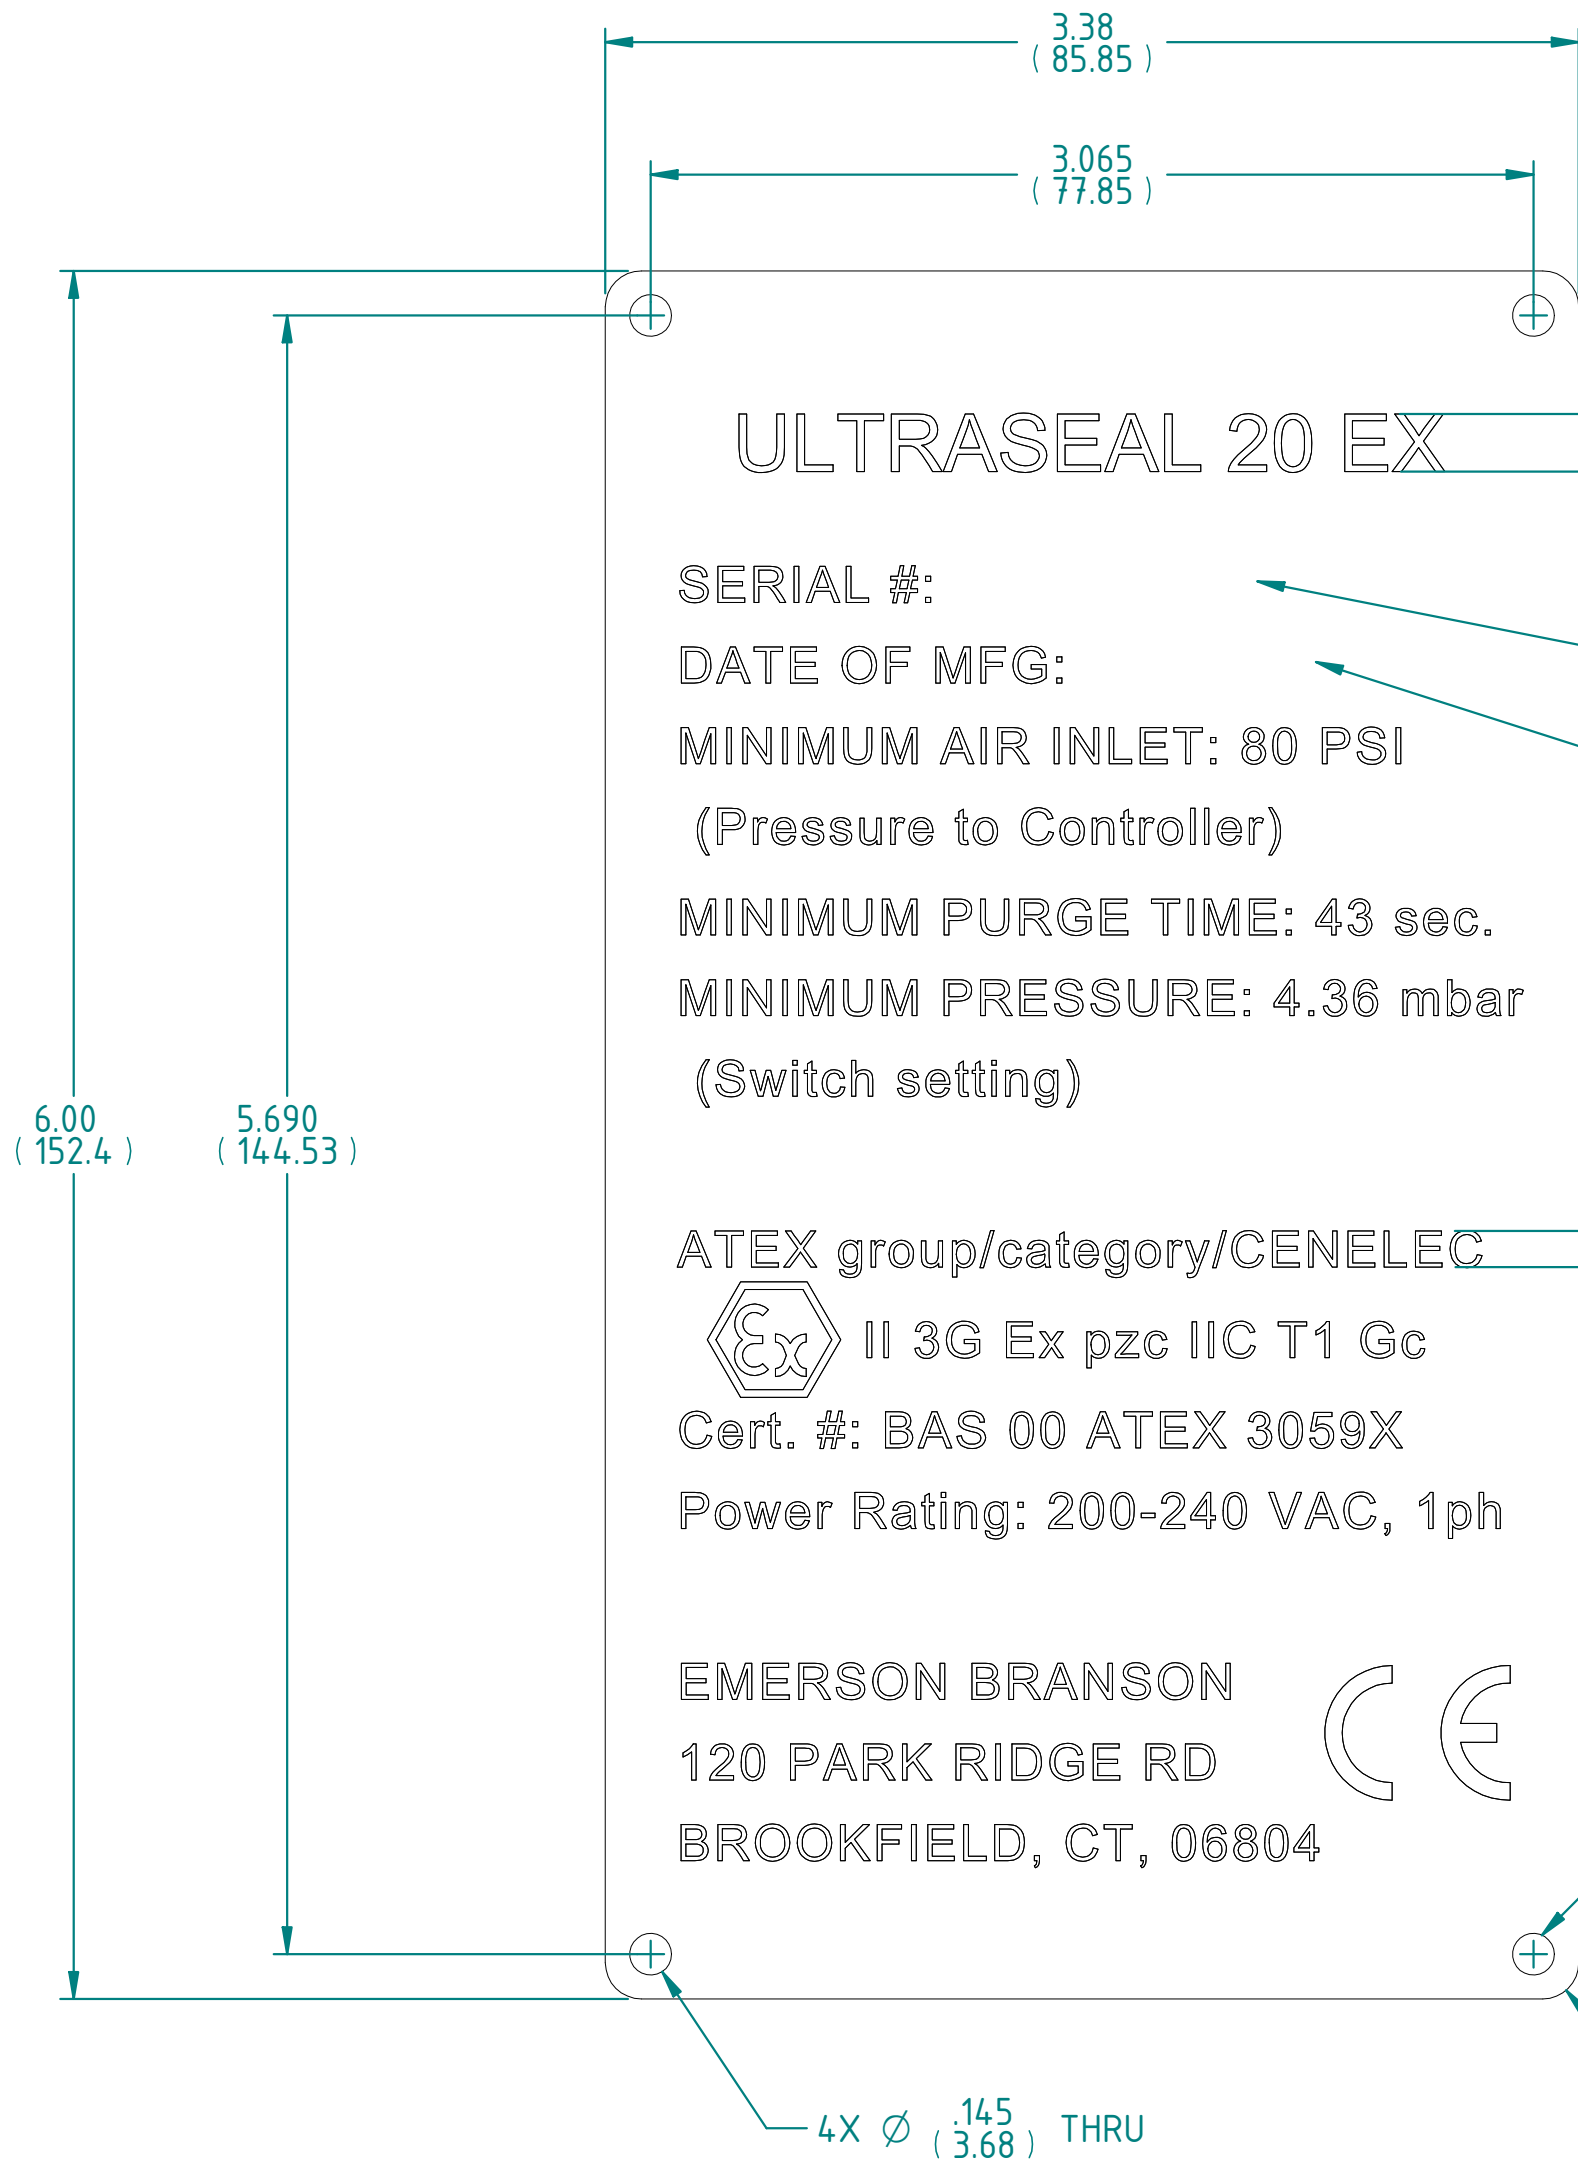 3.38
( 85.85 )
3.065
( 77.85 )
ULTRASEAL 20 EX
SERIAL #:
DATE OF MFG:
MINIMUM AIR INLET: 80 PSI
(Pressure to Controller)
MINIMUM PURGE TIME: 43 sec.
MINIMUM PRESSURE: 4.36 mbar
(Switch setting)
6.00
( 152.4 )
5.690
( 144.53 )
ATEX group/category/CENELEC
Ex II 3G Ex pzc IIC T1 Gc
Cert. #: BAS 00 ATEX 3059X
Power Rating: 200-240 VAC, 1ph
EMERSON BRANSON
120 PARK RIDGE RD
BROOKFIELD, CT, 06804
CE
4X Ø .145 THRU
( 3.68 )